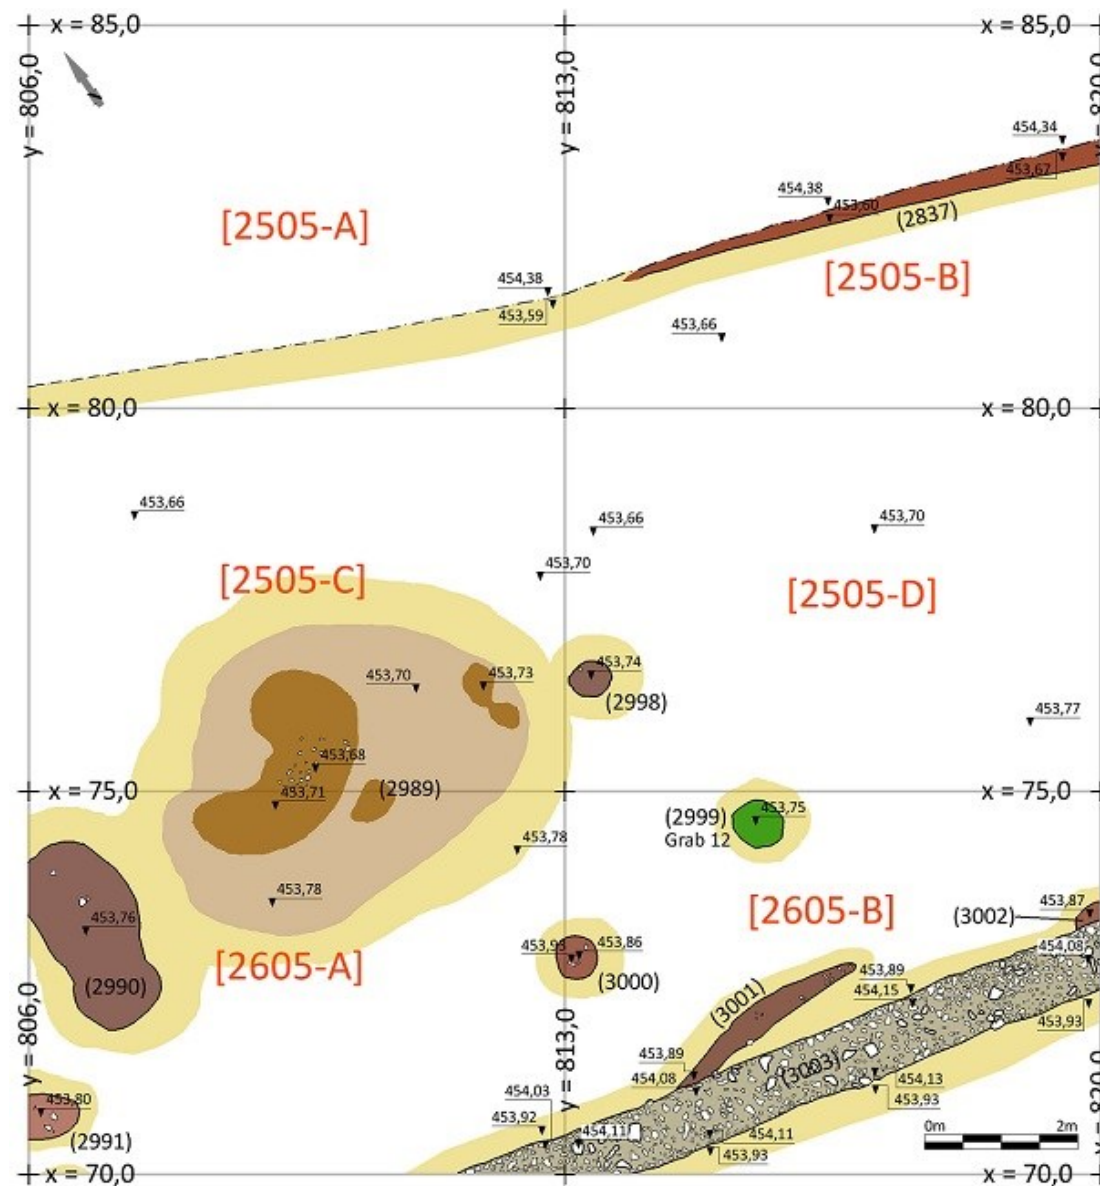 x = 85,0
x = 85,0
y = 806,0
y = 813,0
y = 820,0
454,34
453,67
454,38
453,60
(2837)
[2505-A]
[2505-B]
454,38
453,59
453,66
x = 80,0
x = 80,0
453,66
453,66
453,70
453,70
[2505-C]
[2505-D]
453,70
453,73
453,74
(2998)
453,77
453,68
453,71
(2989)
x = 75,0
x = 75,0
(2999)
Grab 12
453,75
453,78
453,78
453,76
(2990)
[2605-A]
[2605-B]
453,87
(3002)
454,08
453,93
453,86
(3000)
453,89
454,15
(3001)
453,93
y = 806,0
y = 813,0
y = 820,0
453,89
454,08
(3003)
454,13
453,93
453,80
(2991)
454,03
453,92
454,11
454,11
453,93
0m
2m
x = 70,0
x = 70,0